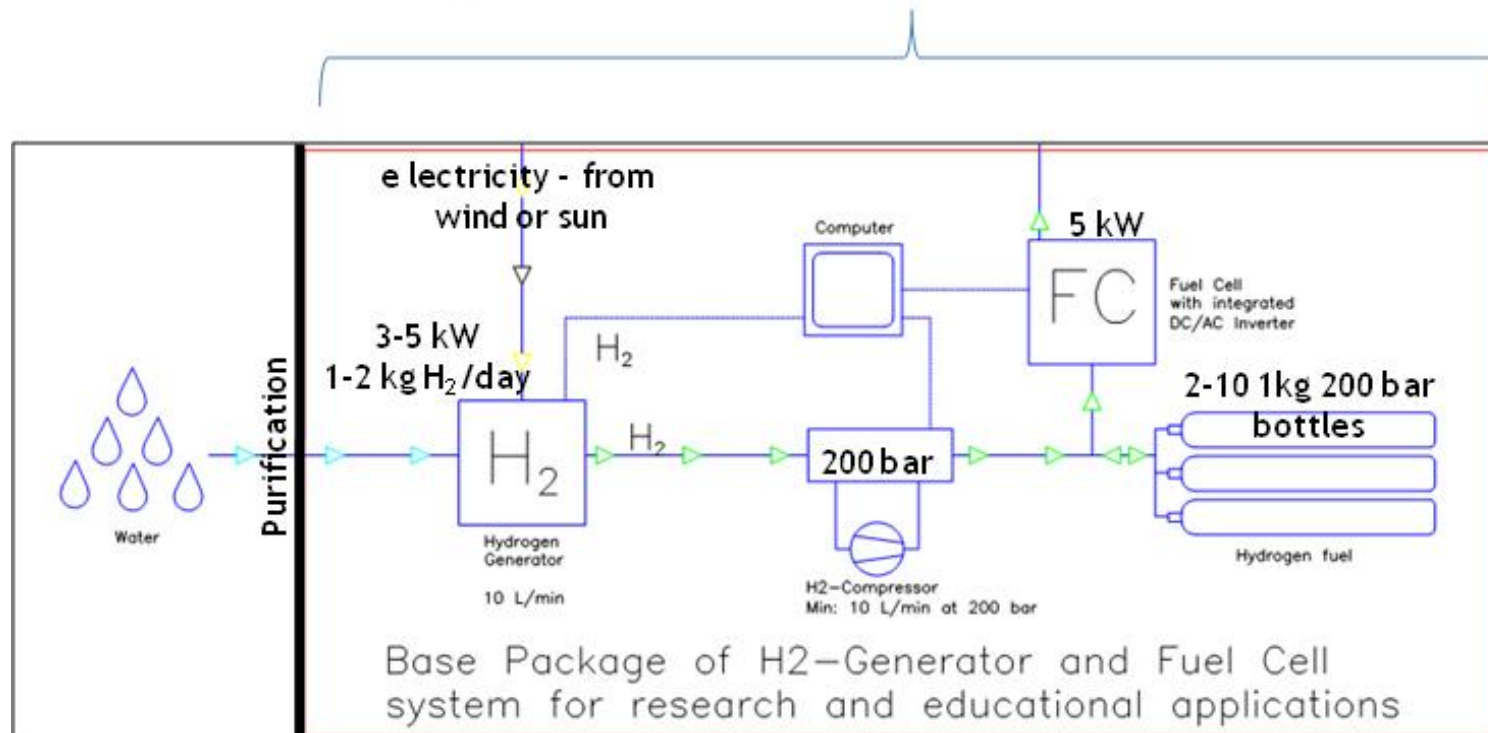 e lectricity - from
wind or sun
3-5 kW
1-2 kg H₂/day
Purification
Water
H₂
Hydrogen
Generator
10 L/min
H₂
H₂
Computer
200 bar
H2-Compressor
Min: 10 L/min at 200 bar
5 kW
FC
Fuel Cell
with integrated
DC/AC Inverter
2-10 1kg 200 bar
bottles
Hydrogen fuel
Base Package of H2-Generator and Fuel Cell
system for research and educational applications